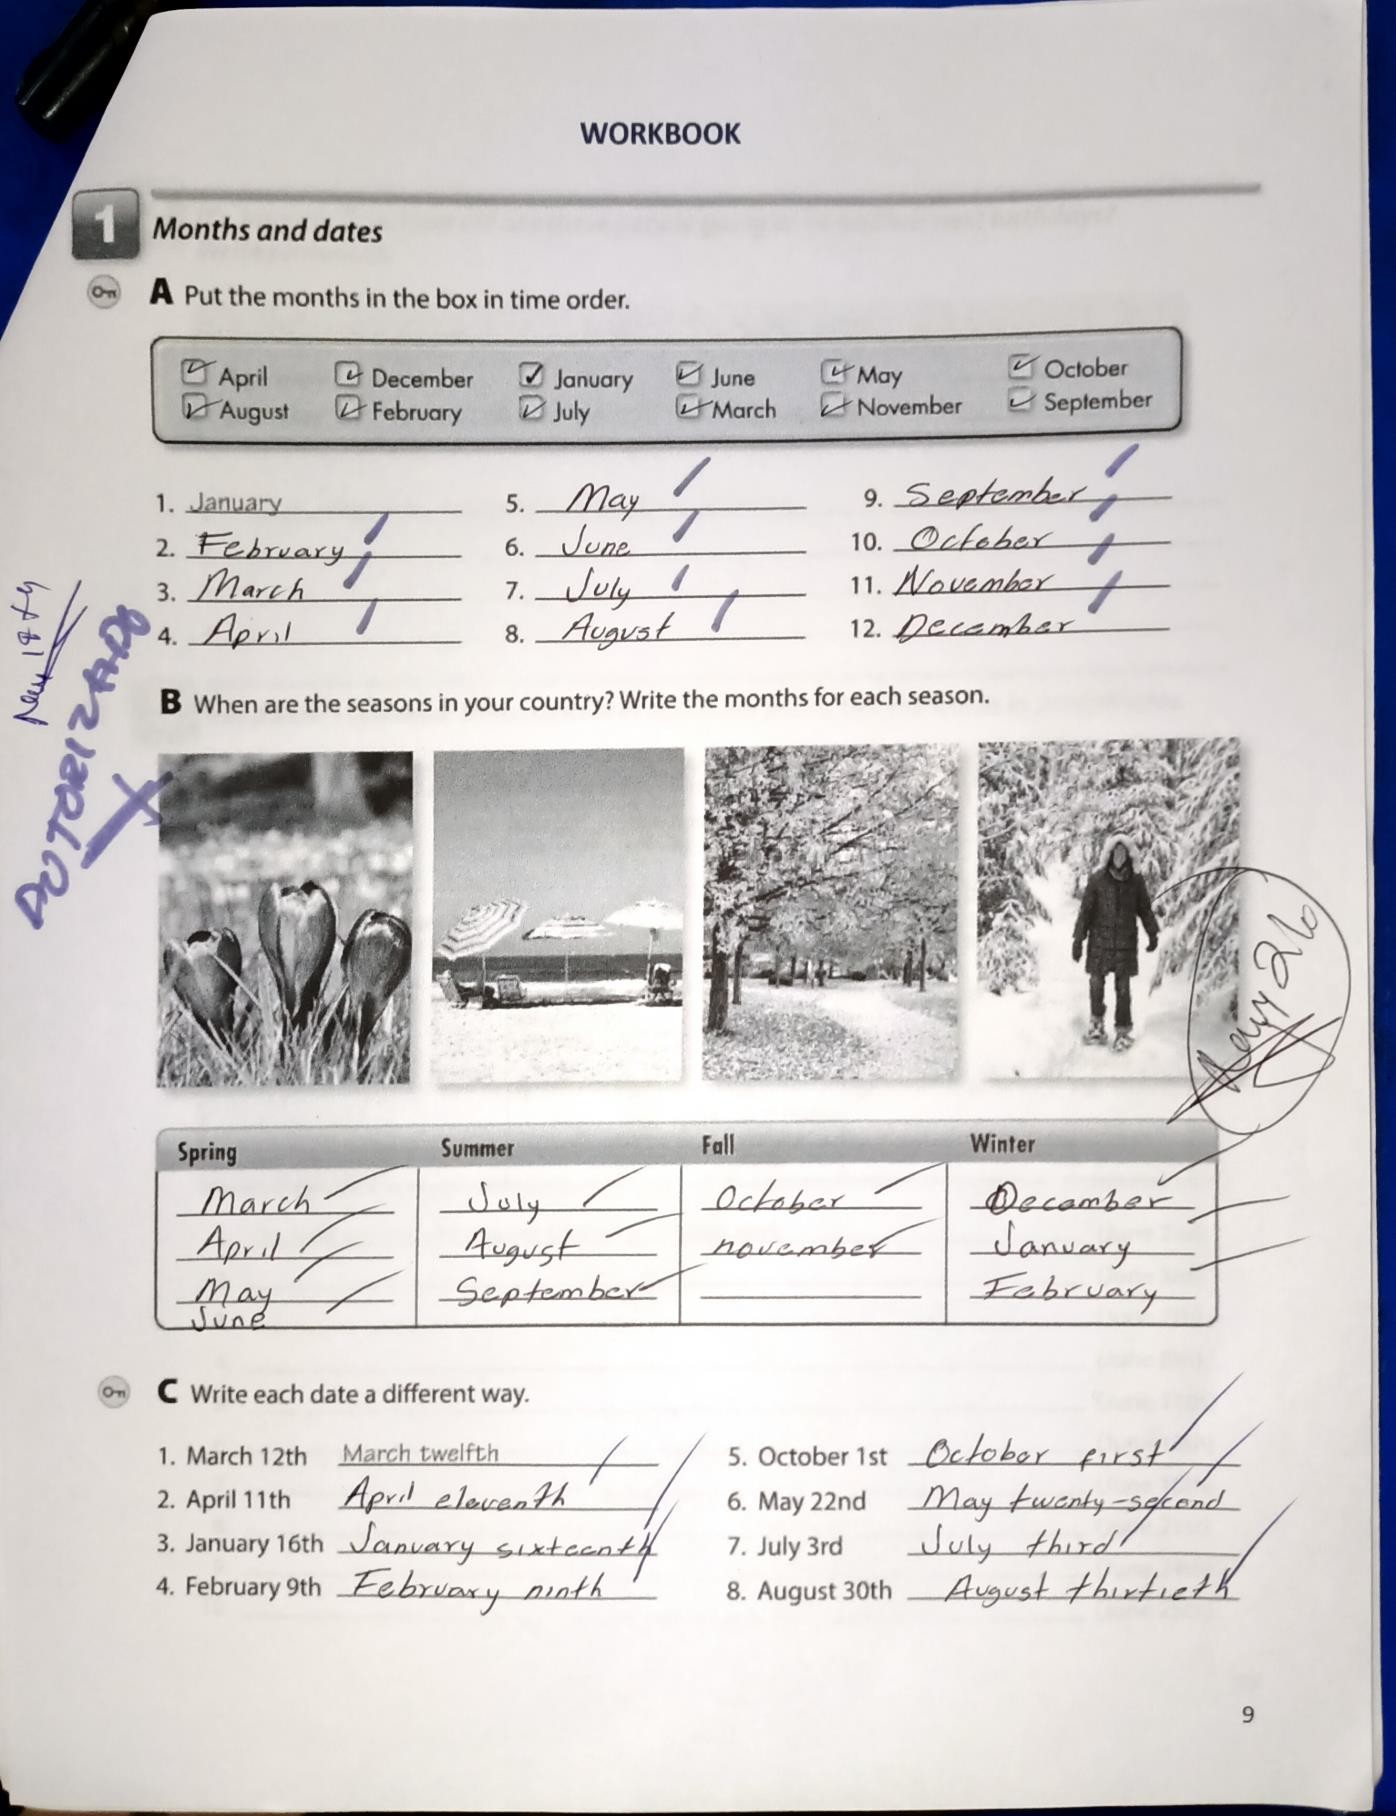 WORKBOOK
1 Months and dates
A Put the months in the box in time order.
April December January June May October
August February July March November September
1. January 5. May 9. September
2. February 6. June 10. October
3. March 7. July 11. November
4. April 8. August 12. December
AUTORIZADO
B When are the seasons in your country? Write the months for each season.
Spring Summer Fall Winter
March July October December
April August november January
May September February
June
C Write each date a different way.
1. March 12th March twelfth 5. October 1st October first
2. April 11th April eleventh 6. May 22nd May twenty-second
3. January 16th January sixteenth 7. July 3rd July third
4. February 9th February ninth 8. August 30th August thirtieth
9